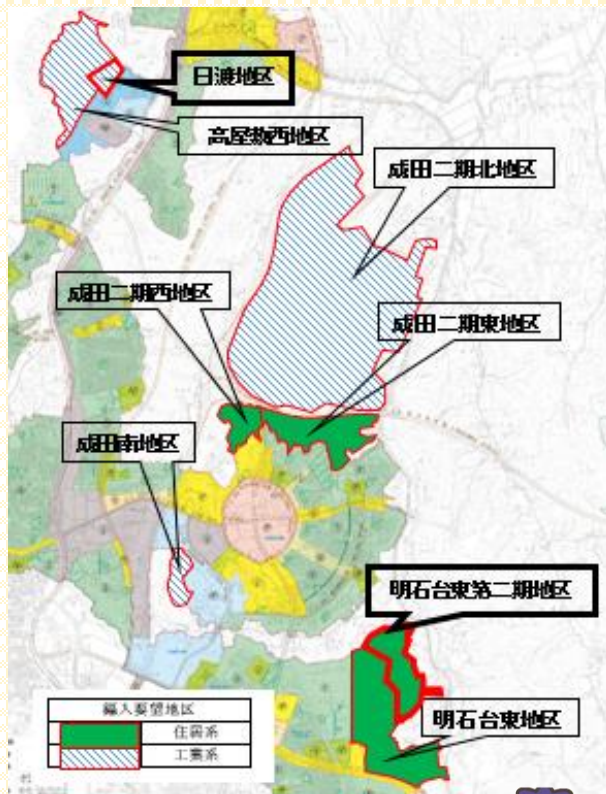 日渡地区
高屋敷西地区
成田二期北地区
成田二期西地区
成田二期東地区
成田南地区
明石台東第二期地区
明石台東地区
編入要望地区
住居系
工業系